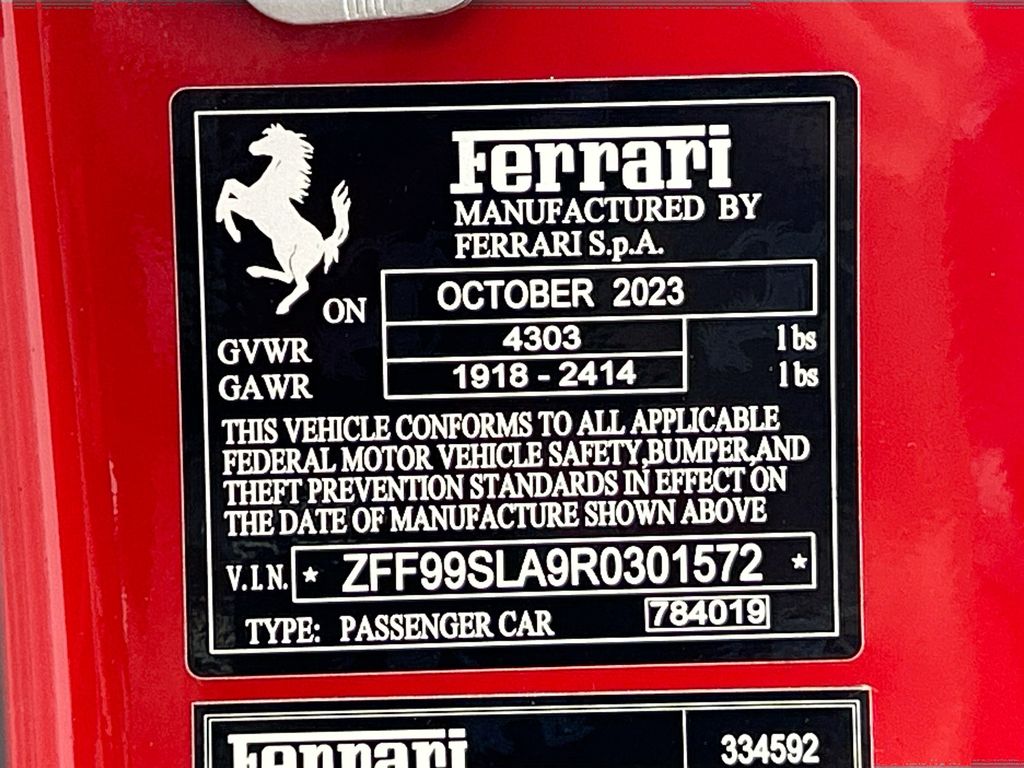 Ferrari
MANUFACTURED BY
FERRARI S.p.A.
ON OCTOBER 2023
GVWR 4303 lbs
GAWR 1918 - 2414 lbs
THIS VEHICLE CONFORMS TO ALL APPLICABLE
FEDERAL MOTOR VEHICLE SAFETY,BUMPER,AND
THEFT PREVENTION STANDARDS IN EFFECT ON
THE DATE OF MANUFACTURE SHOWN ABOVE
V.I.N. * ZFF99SLA9R0301572 *
TYPE: PASSENGER CAR 784019
Ferrari 334592